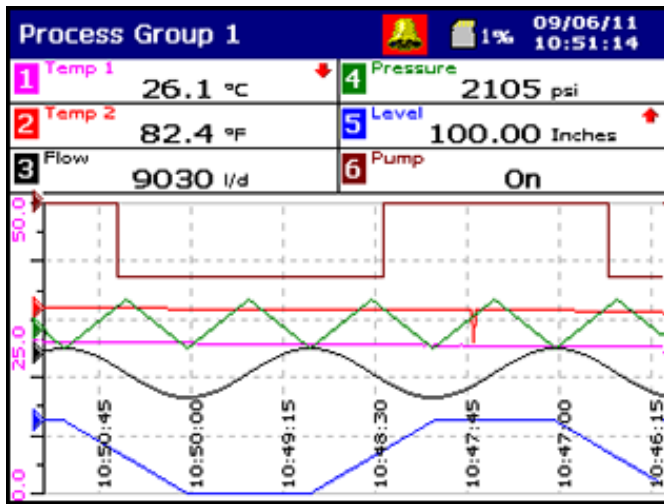 Process Group 1
1%
09/06/11
10:51:14
1 Temp 1
26.1 °C
4 Pressure
2105 psi
2 Temp 2
82.4 °F
5 Level
100.00 Inches
3 Flow
9030 l/d
6 Pump
On
50.0
25.0
0.0
10:50:45
10:50:00
10:49:15
10:48:30
10:47:45
10:47:00
10:46:15